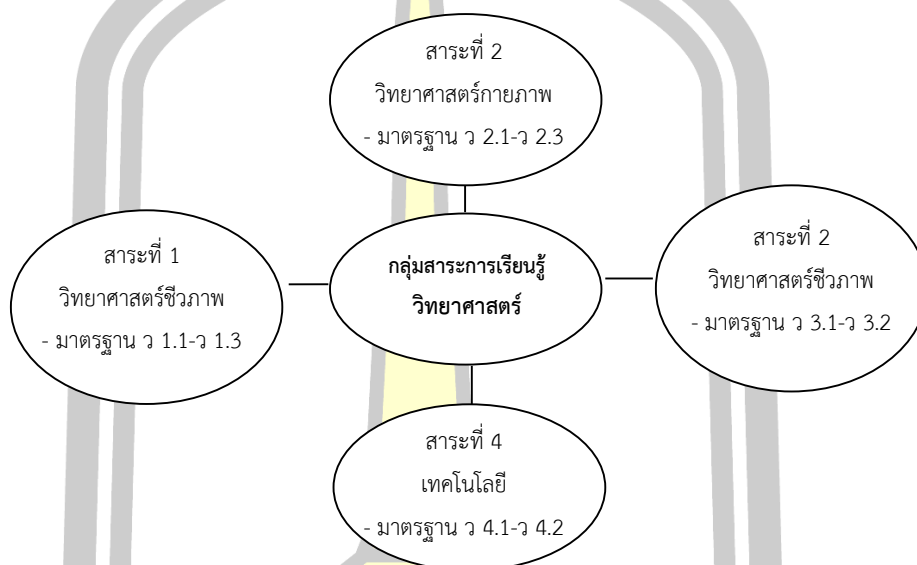 สาระที่ 2
วิทยาศาสตร์กายภาพ
- มาตรฐาน ว 2.1-ว 2.3
สาระที่ 1
วิทยาศาสตร์ชีวภาพ
- มาตรฐาน ว 1.1-ว 1.3
กลุ่มสาระการเรียนรู้
วิทยาศาสตร์
สาระที่ 2
วิทยาศาสตร์ชีวภาพ
- มาตรฐาน ว 3.1-ว 3.2
สาระที่ 4
เทคโนโลยี
- มาตรฐาน ว 4.1-ว 4.2